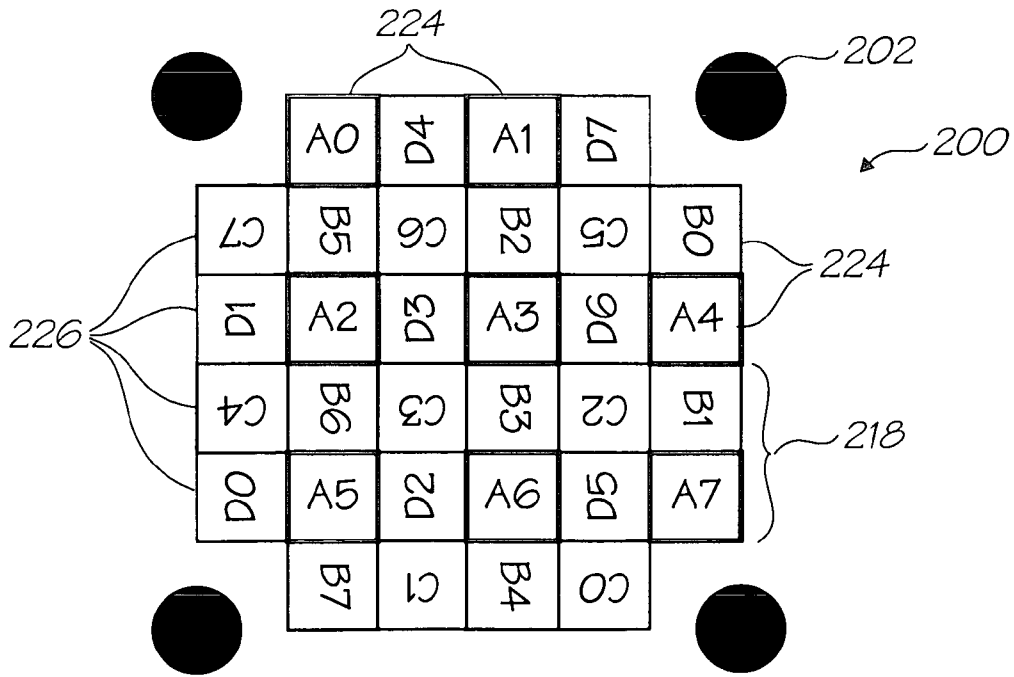 224
202
A0 D4 A1 D7
200
C7 B5 C6 B2 C5 B0
224
226
D1 A2 D3 A3 D6 A4
C4 B6 C3 B3 C2 B1
218
D0 A5 D2 A6 D5 A7
B7 C1 B4 C0